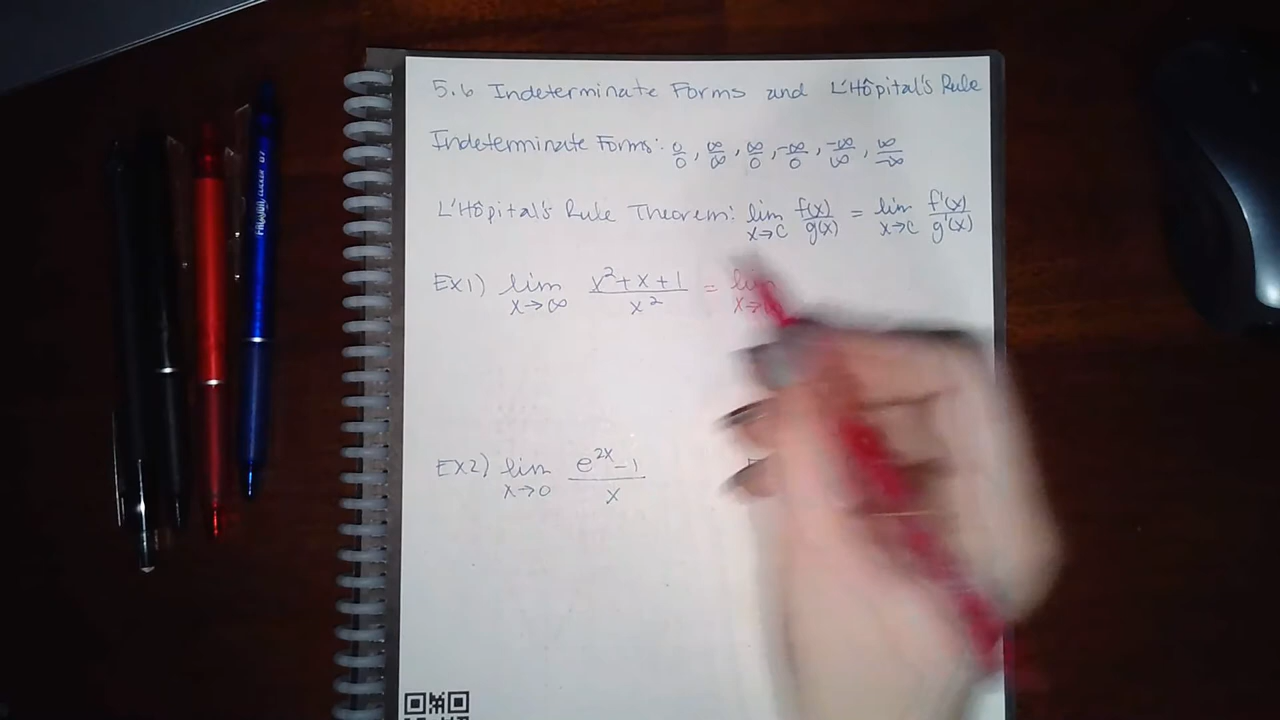 5.6 Indeterminate Forms and L'Hôpital's Rule
Indeterminate Forms: 0/0, ∞/∞, ∞/0, -∞/0, -∞/∞, ∞/-∞
L'Hôpital's Rule Theorem: lim x→c f(x)/g(x) = lim x→c f'(x)/g'(x)
EX1) lim x→∞ x²+x+1/x² = lim
EX2) lim x→0 e^2x-1/x